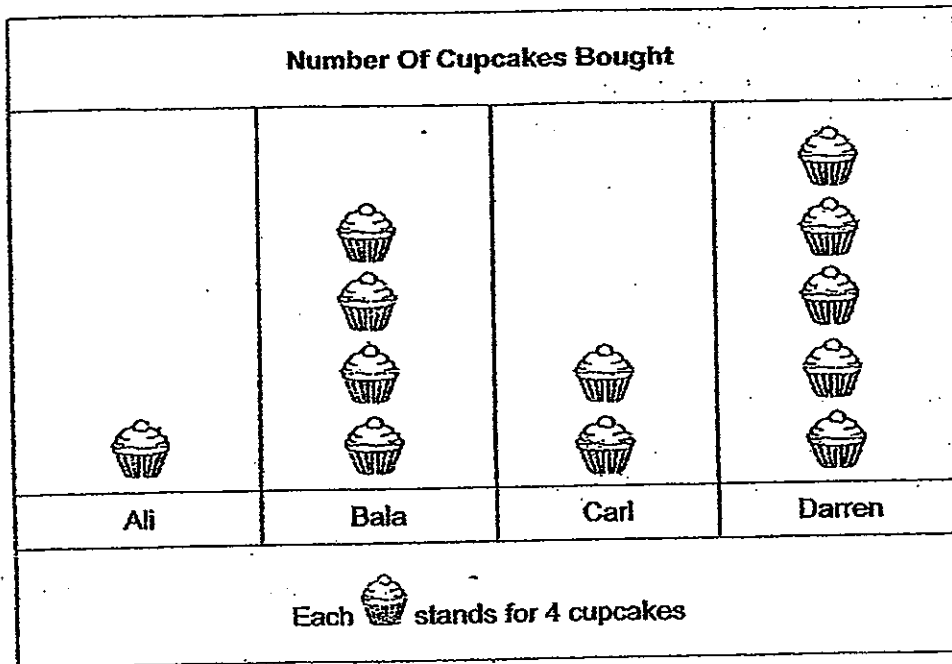 Number Of Cupcakes Bought
Ali Bala Carl Darren
Each stands for 4 cupcakes